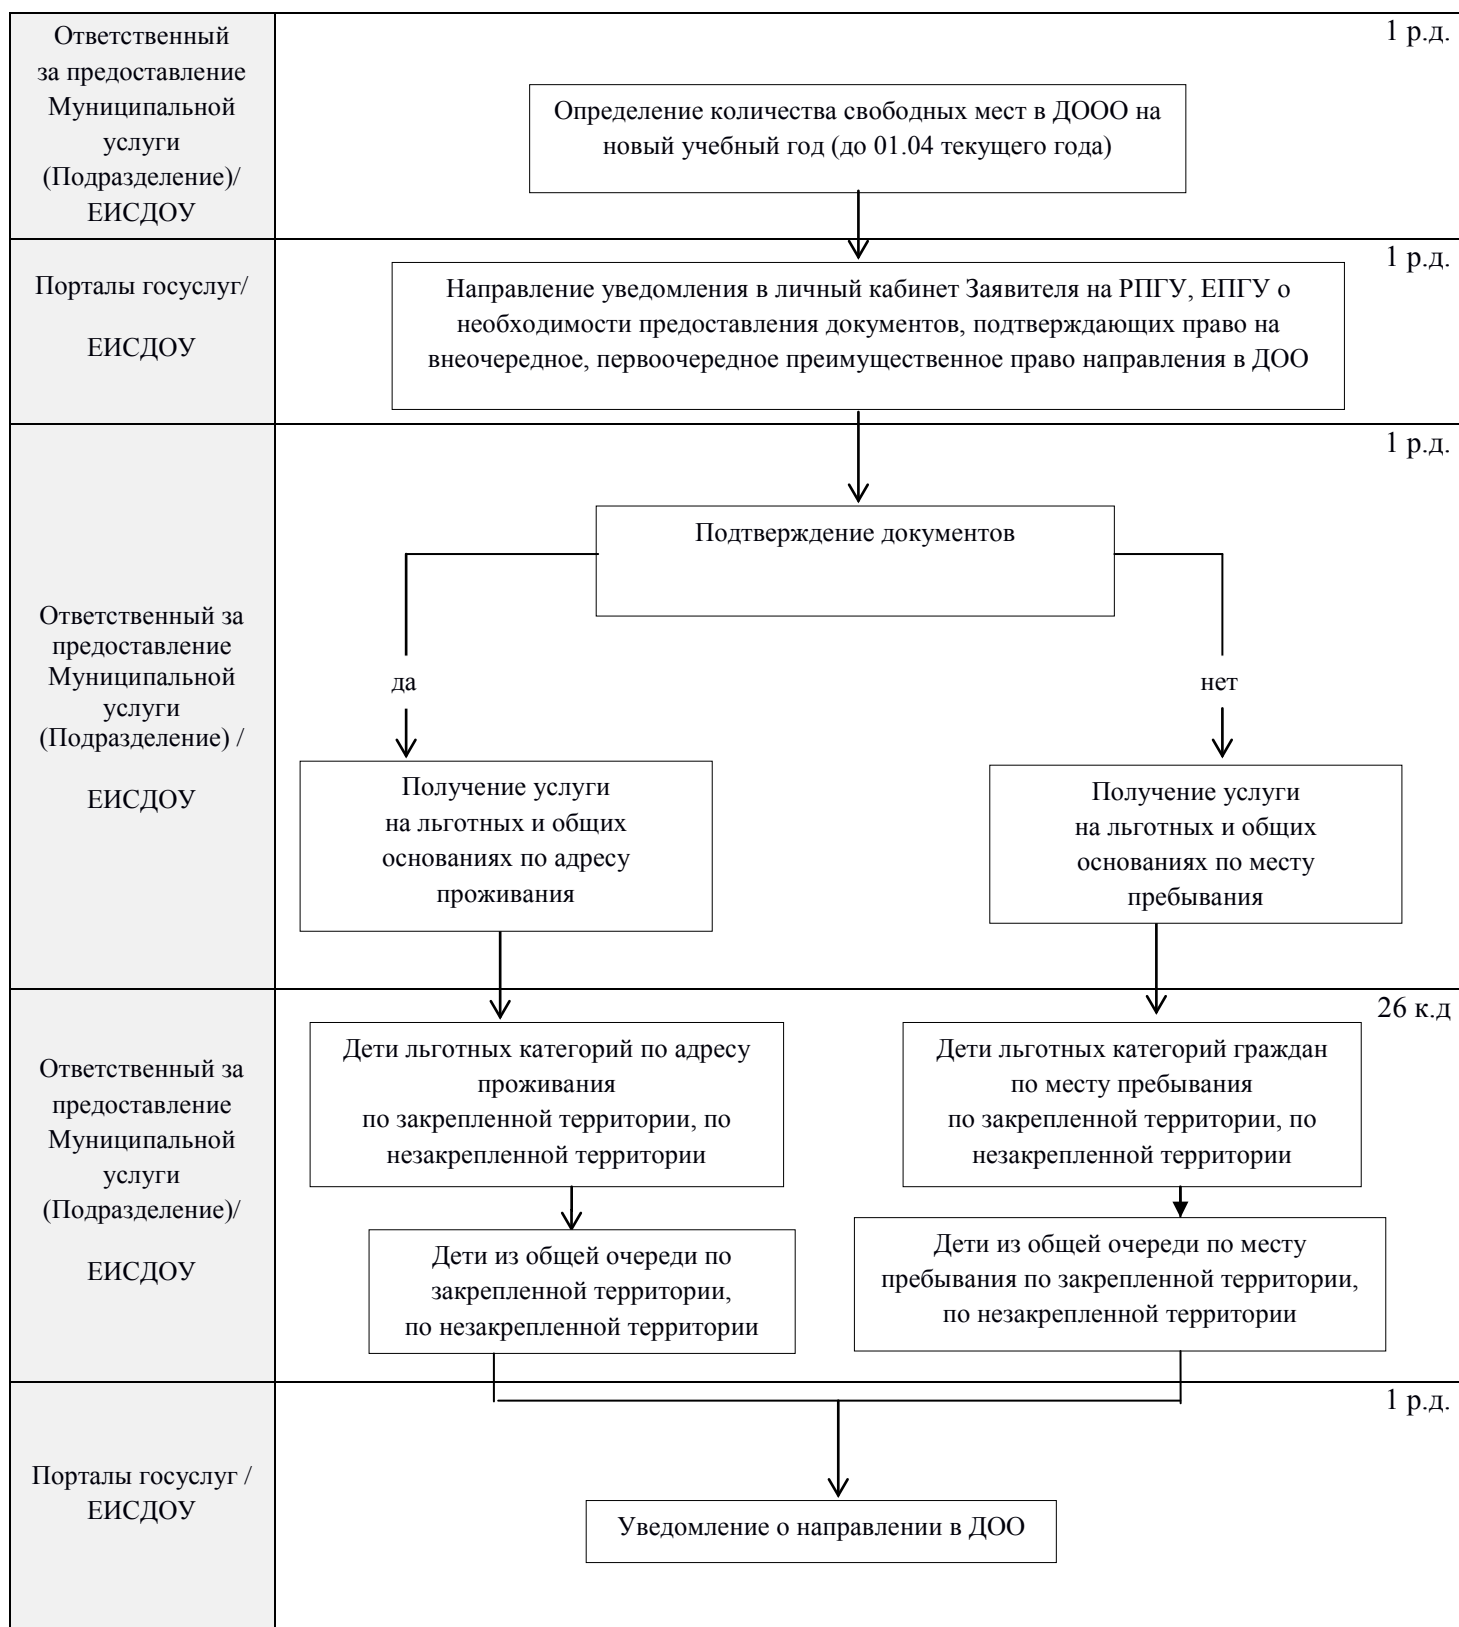 Ответственный
за предоставление
Муниципальной
услуги
(Подразделение)/
ЕИСДОУ
1 р.д.
Определение количества свободных мест в ДООО на
новый учебный год (до 01.04 текущего года)
Порталы госуслуг/
ЕИСДОУ
1 р.д.
Направление уведомления в личный кабинет Заявителя на РПГУ, ЕПГУ о
необходимости предоставления документов, подтверждающих право на
внеочередное, первоочередное преимущественное право направления в ДОО
Ответственный за
предоставление
Муниципальной
услуги
(Подразделение) /
ЕИСДОУ
1 р.д.
Подтверждение документов
да
нет
Получение услуги
на льготных и общих
основаниях по адресу
проживания
Получение услуги
на льготных и общих
основаниях по месту
пребывания
Ответственный за
предоставление
Муниципальной
услуги
(Подразделение)/
ЕИСДОУ
26 к.д
Дети льготных категорий по адресу
проживания
по закрепленной территории, по
незакрепленной территории
Дети льготных категорий граждан
по месту пребывания
по закрепленной территории, по
незакрепленной территории
Дети из общей очереди по
закрепленной территории,
по незакрепленной территории
Дети из общей очереди по месту
пребывания по закрепленной территории,
по незакрепленной территории
Порталы госуслуг /
ЕИСДОУ
1 р.д.
Уведомление о направлении в ДОО